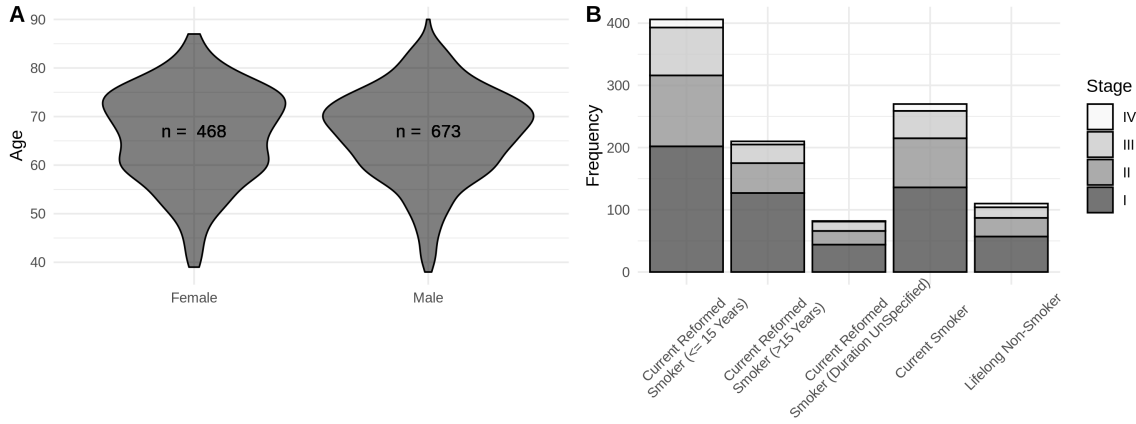 A
Age
90
80
70
60
50
40
n = 468
n = 673
Female
Male
B
Frequency
400
300
200
100
0
Current Reformed
Smoker (<= 15 Years)
Current Reformed
Smoker (>15 Years)
Current Reformed
Smoker (Duration UnSpecified)
Current Smoker
Lifelong Non-Smoker
Stage
IV
III
II
I